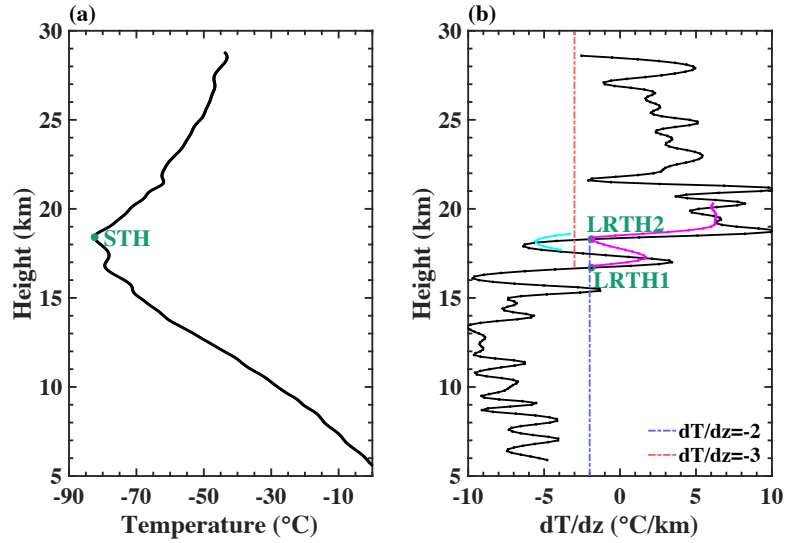 (a)
(b)
30
25
20
15
10
5
Height (km)
STH
-90
-70
-50
-30
-10
Temperature (°C)
30
25
20
15
10
5
Height (km)
LRTH2
LRTH1
dT/dz=-2
dT/dz=-3
-10
-5
0
5
10
dT/dz (°C/km)